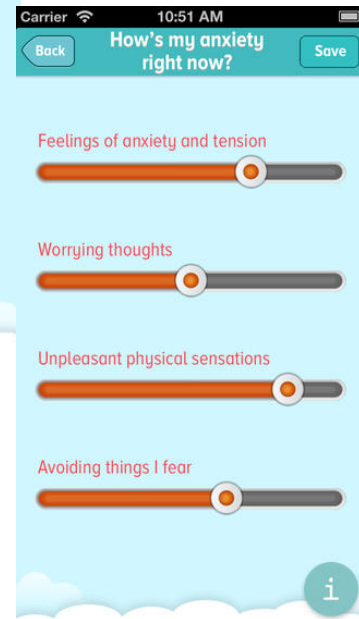 Carrier 10:51 AM
How's my anxiety
Back Save
right now?
Feelings of anxiety and tension
Worrying thoughts
Unpleasant physical sensations
Avoiding things I fear
i